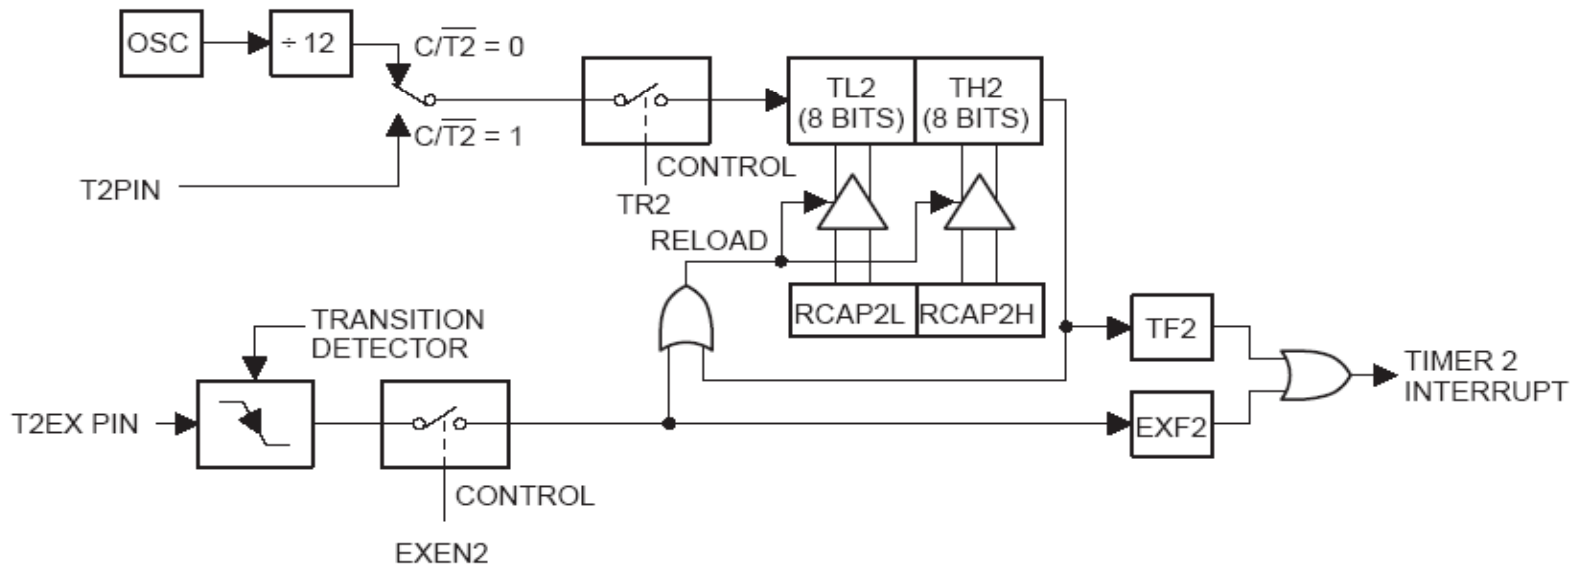 OSC
÷ 12
C/T2 = 0
TL2
(8 BITS)
TH2
(8 BITS)
C/T2 = 1
CONTROL
T2PIN
TR2
RELOAD
RCAP2L
RCAP2H
TRANSITION
DETECTOR
TF2
TIMER 2
INTERRUPT
T2EX PIN
EXF2
CONTROL
EXEN2